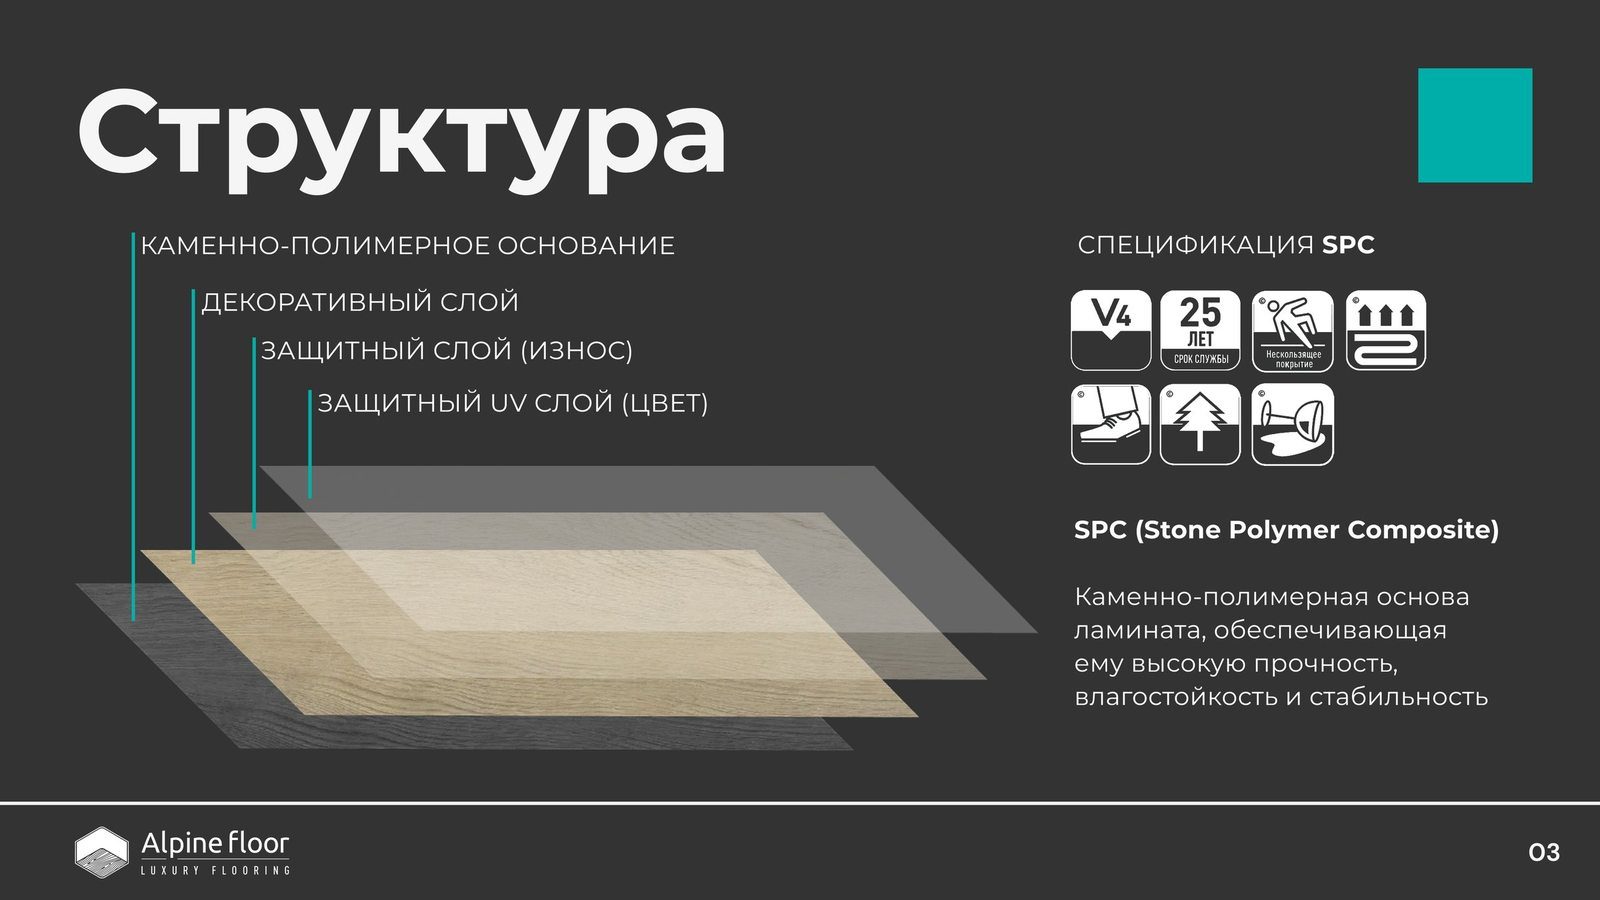 Структура
КАМЕННО-ПОЛИМЕРНОЕ ОСНОВАНИЕ
ДЕКОРАТИВНЫЙ СЛОЙ
ЗАЩИТНЫЙ СЛОЙ (ИЗНОС)
ЗАЩИТНЫЙ UV СЛОЙ (ЦВЕТ)
СПЕЦИФИКАЦИЯ SPC
V4
25
ЛЕТ
СРОК СЛУЖБЫ
©
Нескользящее
покрытие
©
©
©
©
SPC (Stone Polymer Composite)
Каменно-полимерная основа
ламината, обеспечивающая
ему высокую прочность,
влагостойкость и стабильность
Alpine floor
LUXURY FLOORING
03